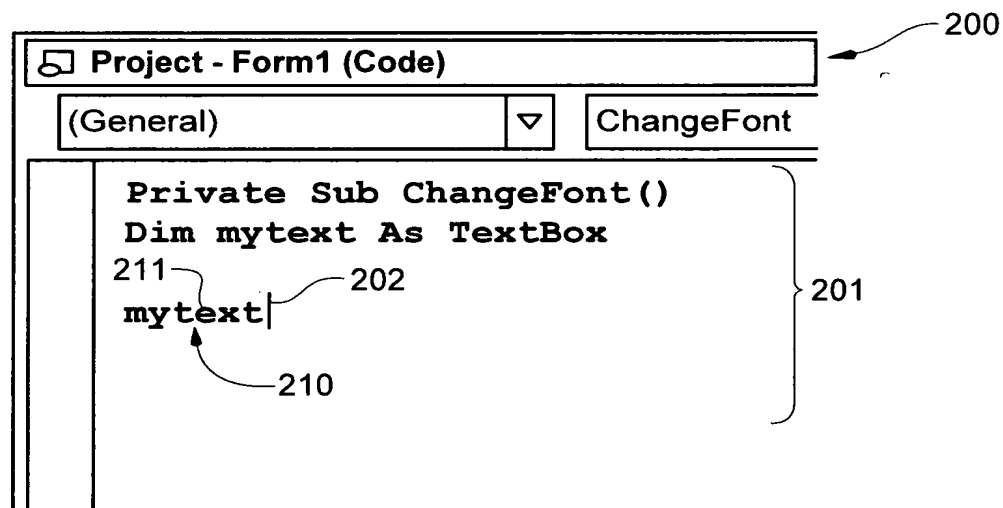 200
Project - Form1 (Code)
(General) ChangeFont
Private Sub ChangeFont()
Dim mytext As TextBox
211 202
201
mytext
210